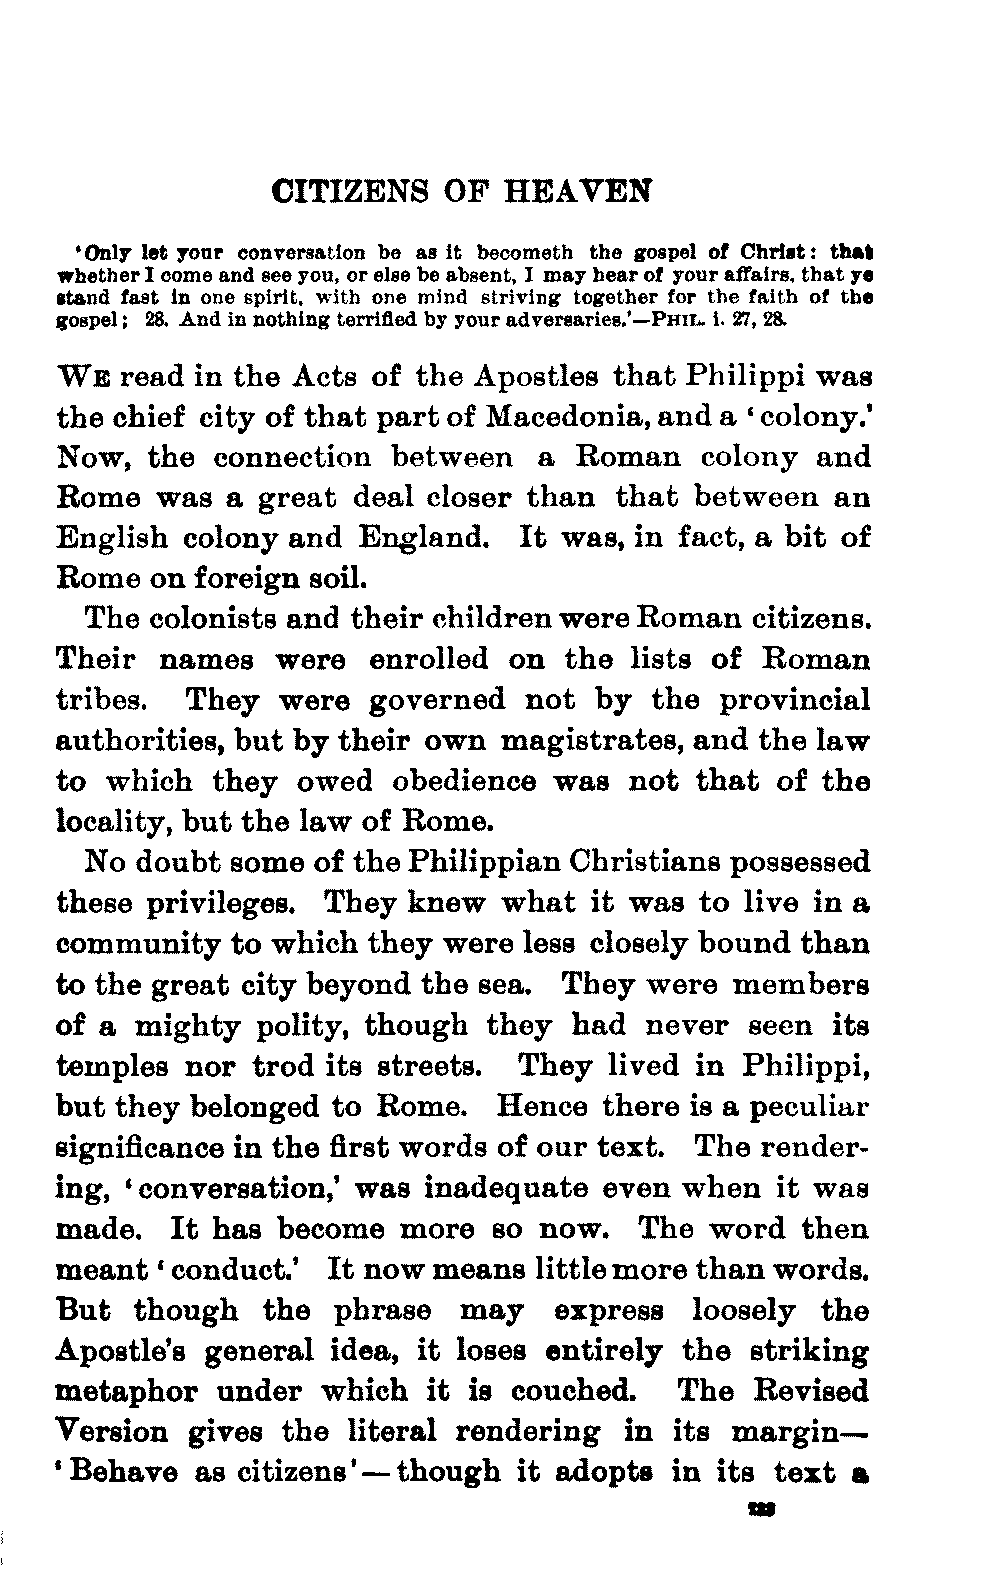 CITIZENS OF HEAVEN
'Only let your conversation be as it becometh the gospel of Christ: that
whether I come and see you, or else be absent, I may hear of your affairs, that ye
stand fast in one spirit, with one mind striving together for the faith of the
gospel; 28. And in nothing terrified by your adversaries.'—PHIL. i. 27, 28.
WE read in the Acts of the Apostles that Philippi was
the chief city of that part of Macedonia, and a 'colony.'
Now, the connection between a Roman colony and
Rome was a great deal closer than that between an
English colony and England. It was, in fact, a bit of
Rome on foreign soil.
The colonists and their children were Roman citizens.
Their names were enrolled on the lists of Roman
tribes. They were governed not by the provincial
authorities, but by their own magistrates, and the law
to which they owed obedience was not that of the
locality, but the law of Rome.
No doubt some of the Philippian Christians possessed
these privileges. They knew what it was to live in a
community to which they were less closely bound than
to the great city beyond the sea. They were members
of a mighty polity, though they had never seen its
temples nor trod its streets. They lived in Philippi,
but they belonged to Rome. Hence there is a peculiar
significance in the first words of our text. The render-
ing, 'conversation,' was inadequate even when it was
made. It has become more so now. The word then
meant 'conduct.' It now means little more than words.
But though the phrase may express loosely the
Apostle's general idea, it loses entirely the striking
metaphor under which it is couched. The Revised
Version gives the literal rendering in its margin—
'Behave as citizens'—though it adopts in its text a